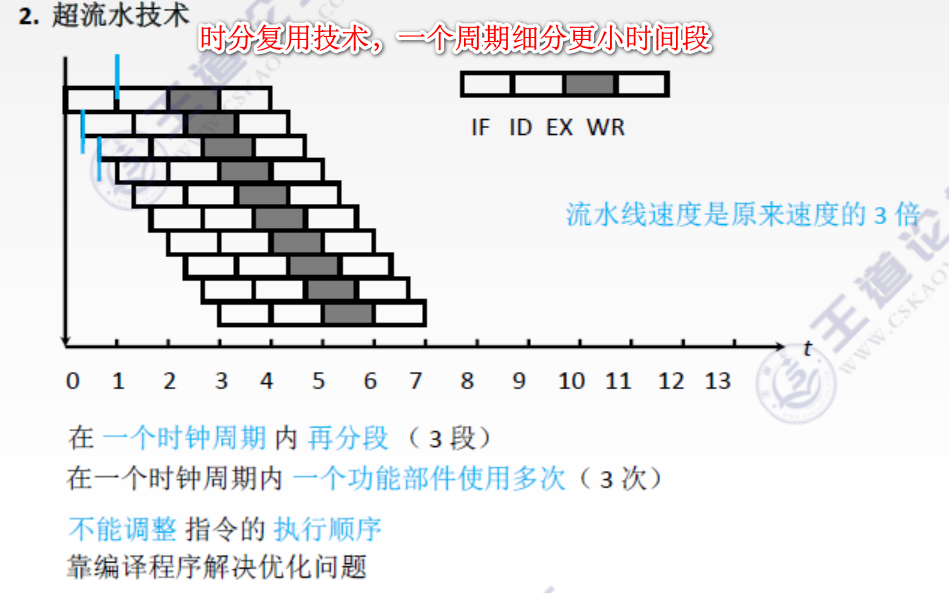 2. 超流水技术
时分复用技术，一个周期细分更小时间段
IF ID EX WR
流水线速度是原来速度的 3 倍
t
0 1 2 3 4 5 6 7 8 9 10 11 12 13
在 一个时钟周期 内 再分段 （ 3 段）
在一个时钟周期内 一个功能部件使用多次（ 3 次）
不能调整 指令的 执行顺序
靠编译程序解决优化问题
王道论
WWW.CSKAO